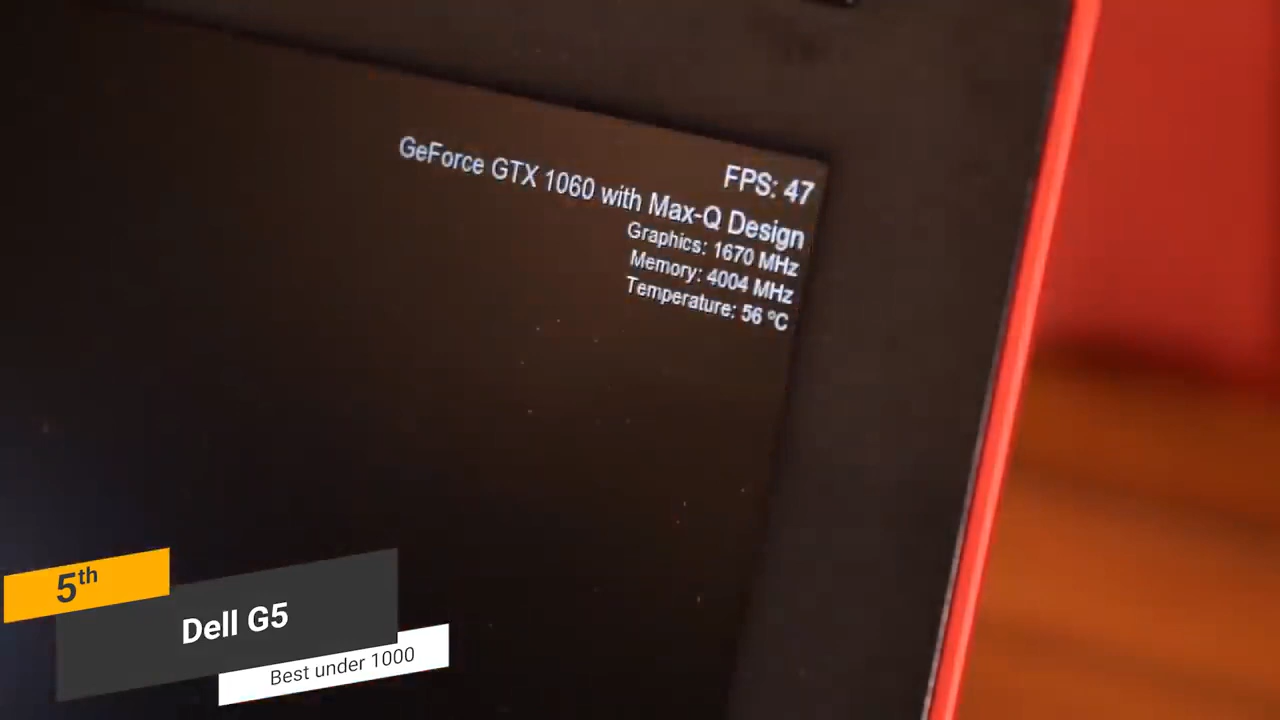 FPS: 47
GeForce GTX 1060 with Max-Q Design
Graphics: 1670 MHz
Memory: 4004 MHz
Temperature: 56 ºC
5th
Dell G5
Best under 1000